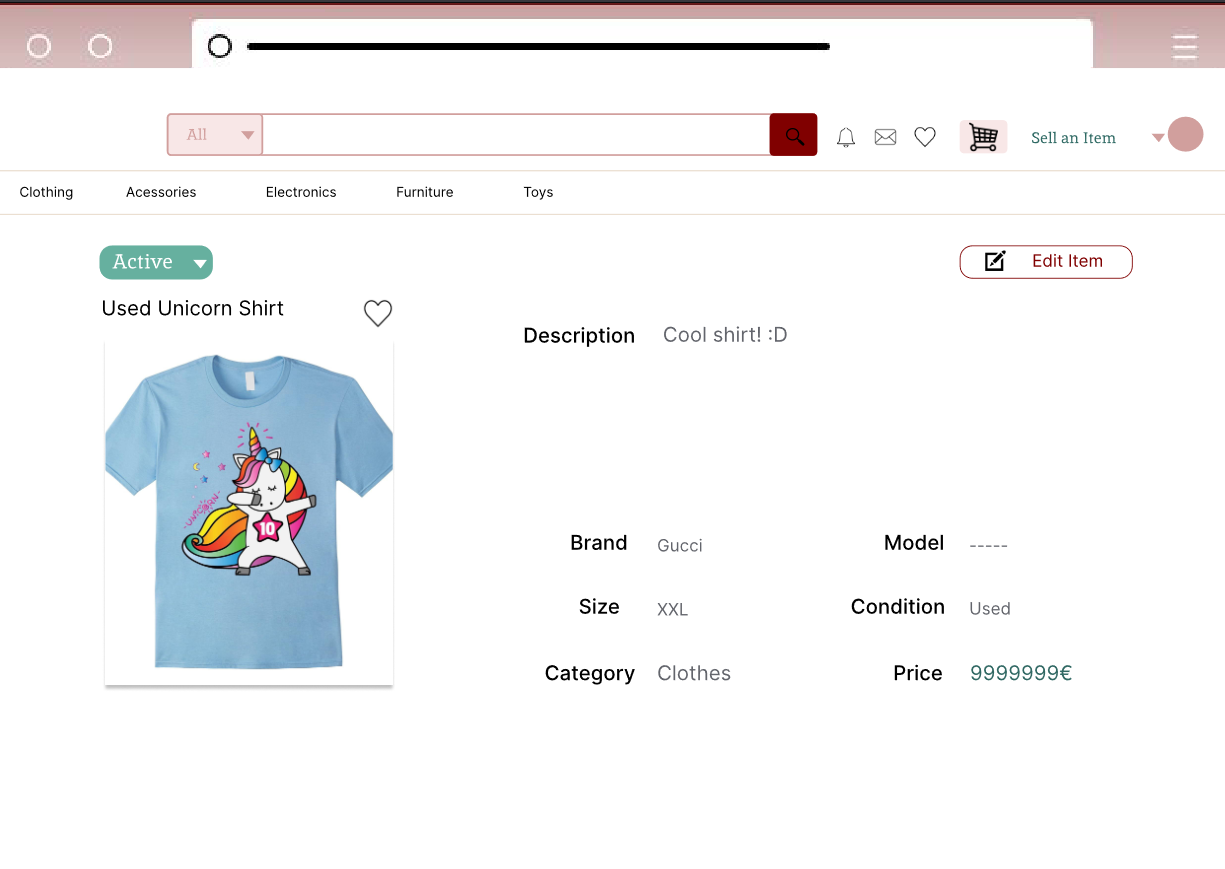 All
Sell an Item
Clothing
Acessories
Electronics
Furniture
Toys
Active
Edit Item
Used Unicorn Shirt
Description
Cool shirt! :D
UNICORN
10
Brand
Gucci
Model
-----
Size
XXL
Condition
Used
Category
Clothes
Price
9999999€